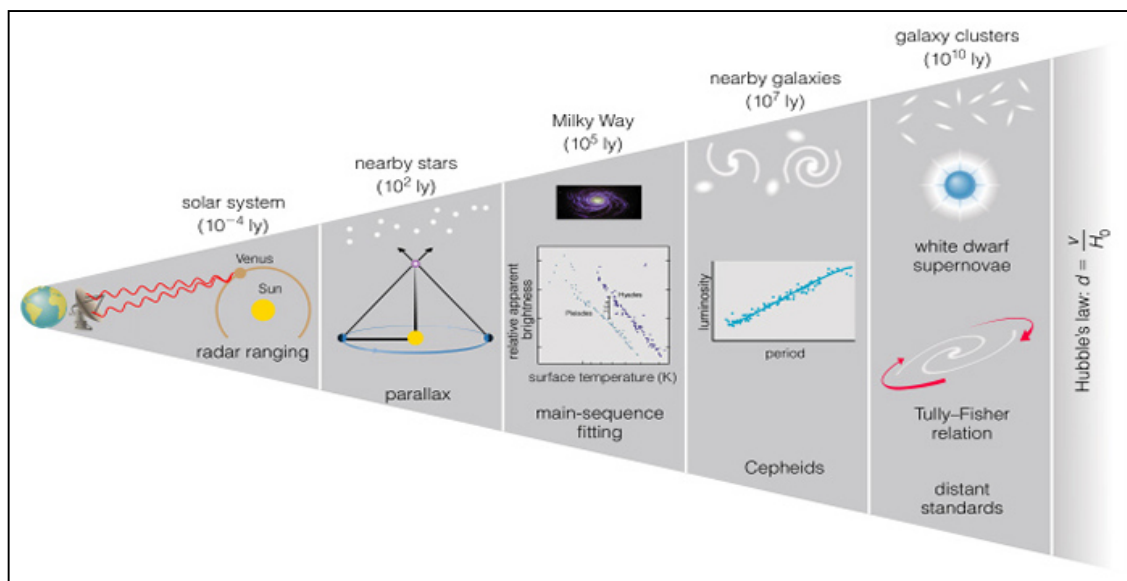 solar system
(10⁻⁴ ly)
Venus
Sun
radar ranging
nearby stars
(10² ly)
parallax
Milky Way
(10⁵ ly)
relative apparent
brightness
Pleiades
Hyades
surface temperature (K)
main-sequence
fitting
nearby galaxies
(10⁷ ly)
luminosity
period
Cepheids
galaxy clusters
(10¹⁰ ly)
white dwarf
supernovae
Tully–Fisher
relation
distant
standards
Hubble's law: d = v/H₀